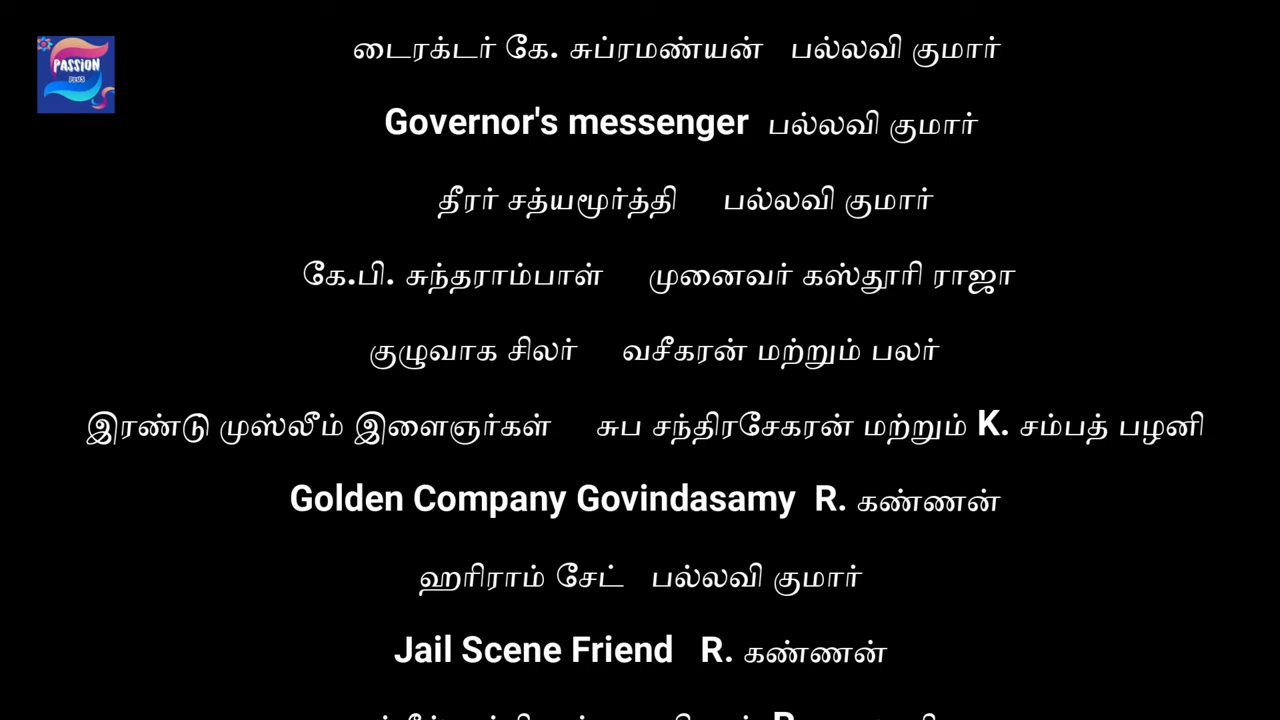 PASSION
PLUS
டைரக்டர் கே. சுப்ரமண்யன் பல்லவி குமார்
Governor's messenger பல்லவி குமார்
தீரர் சத்யமூர்த்தி பல்லவி குமார்
கே.பி. சுந்தராம்பாள் முனைவர் கஸ்தூரி ராஜா
குழுவாக சிலர் வசீகரன் மற்றும் பலர்
இரண்டு முஸ்லீம் இளைஞர்கள் சுப சந்திரசேகரன் மற்றும் K. சம்பத் பழனி
Golden Company Govindasamy R. கண்ணன்
ஹரிராம் சேட் பல்லவி குமார்
Jail Scene Friend R. கண்ணன்